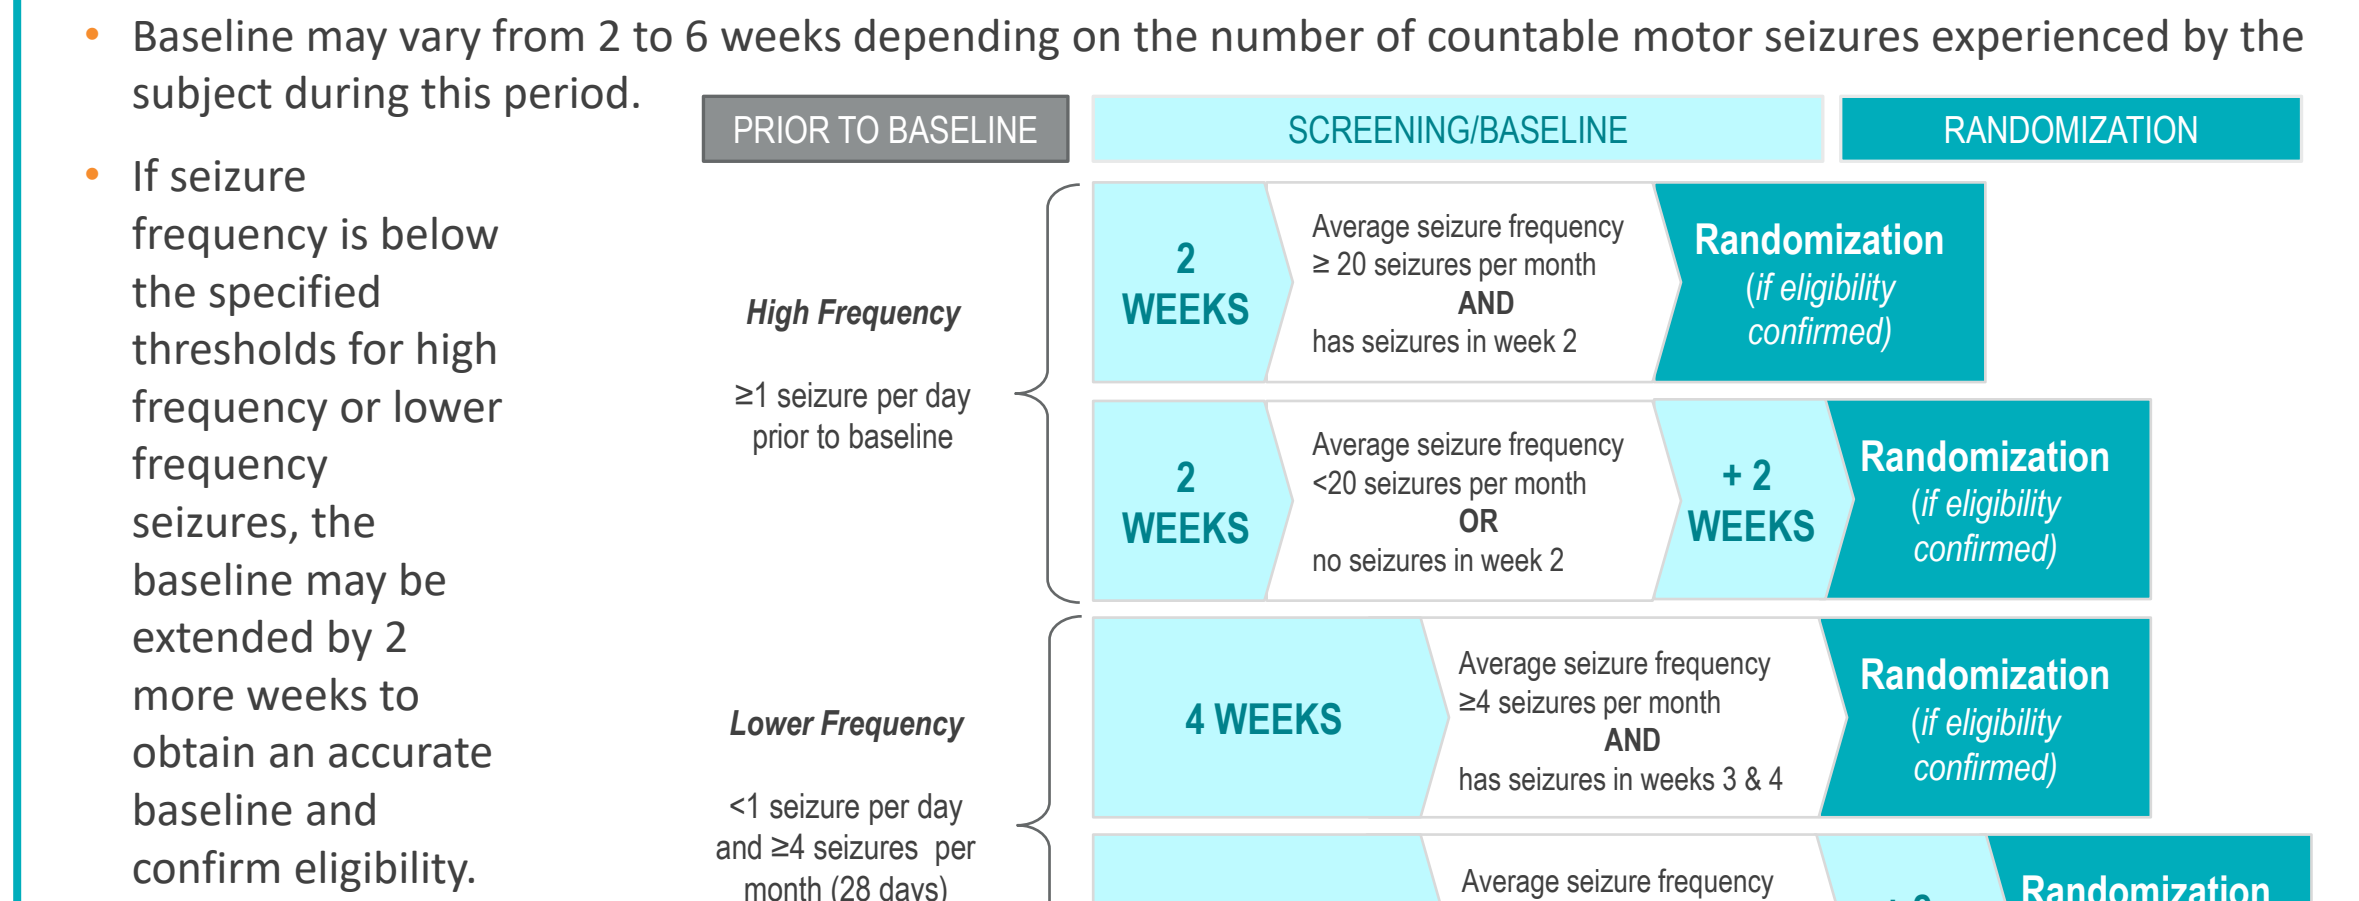 • Baseline may vary from 2 to 6 weeks depending on the number of countable motor seizures experienced by the
subject during this period.
• If seizure
frequency is below
the specified
thresholds for high
frequency or lower
frequency
seizures, the
baseline may be
extended by 2
more weeks to
obtain an accurate
baseline and
confirm eligibility.
PRIOR TO BASELINE
SCREENING/BASELINE
RANDOMIZATION
High Frequency
≥1 seizure per day
prior to baseline
2
WEEKS
Average seizure frequency
≥ 20 seizures per month
AND
has seizures in week 2
Randomization
(if eligibility
confirmed)
2
WEEKS
Average seizure frequency
<20 seizures per month
OR
no seizures in week 2
+ 2
WEEKS
Randomization
(if eligibility
confirmed)
Lower Frequency
<1 seizure per day
and ≥4 seizures per
month (28 days)
4 WEEKS
Average seizure frequency
≥4 seizures per month
AND
has seizures in weeks 3 & 4
Randomization
(if eligibility
confirmed)
Average seizure frequency
Randomization